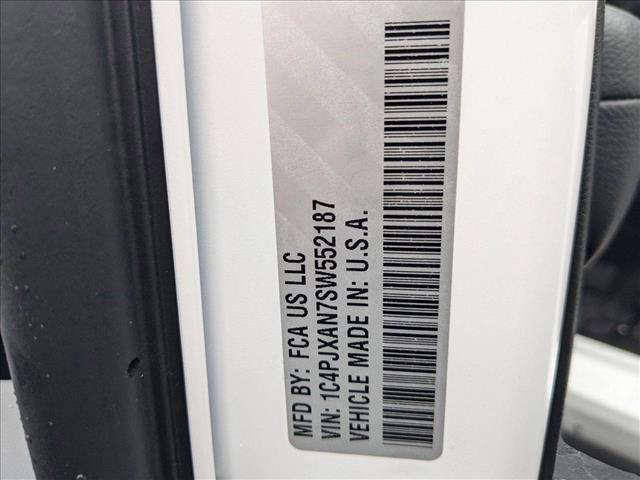 MFD BY: FCA US LLC
VIN: 1C4PJXAN7SW552187
VEHICLE MADE IN: U.S.A.